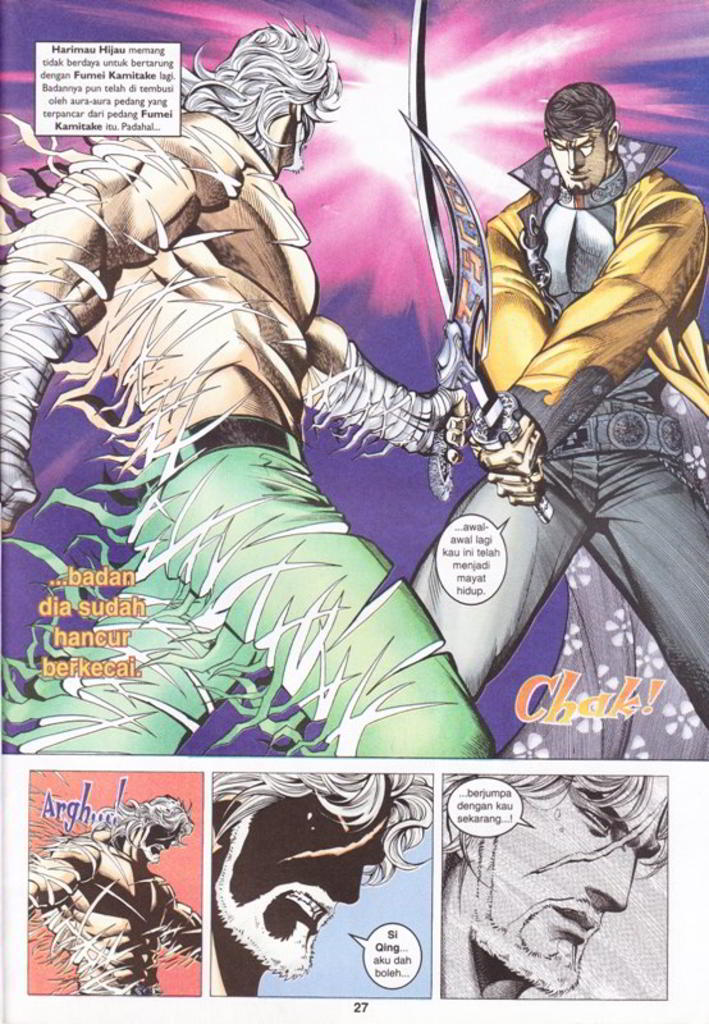 Harimau Hijau memang
tidak berdaya untuk bertarung
dengan Fumei Kamitake lagi.
Badannya pun telah di tembusi
oleh aura-aura pedang yang
terpancar dari pedang Fumei
Kamitake itu. Padahal...
...awal-
awal lagi
kau ini telah
menjadi
mayat
hidup.
...badan
dia sudah
hancur
berkecai.
Chak!
...berjumpa
dengan kau
sekarang...!
Si
Qing...
aku dah
boleh...
27